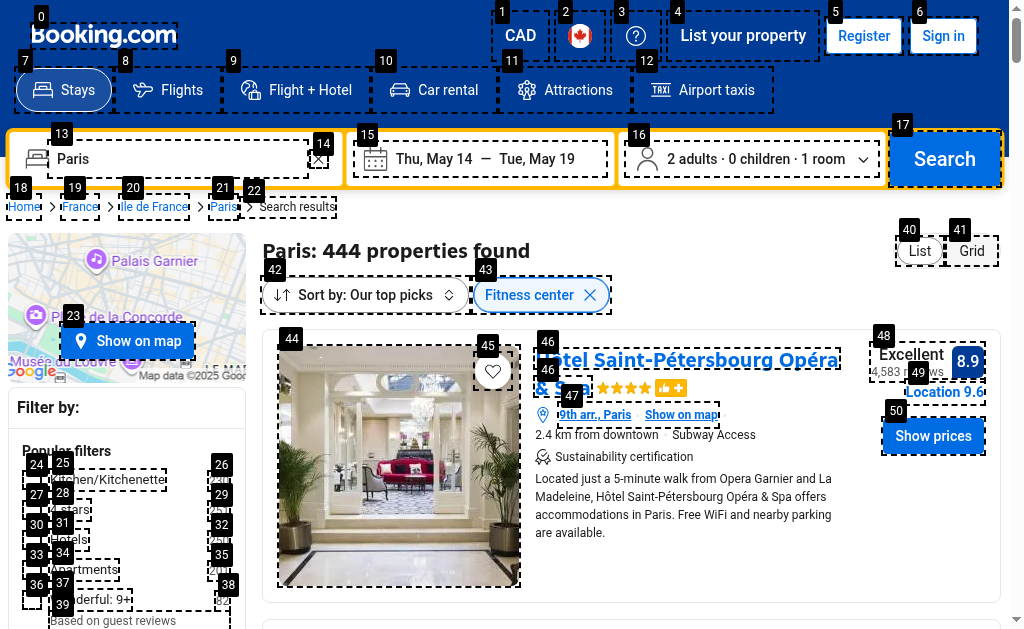 Booking.com
CAD
List your property
Register
Sign in
Stays
Flights
Flight + Hotel
Car rental
Attractions
Airport taxis
Paris
Thu, May 14 — Tue, May 19
2 adults · 0 children · 1 room
Search
Home
France
Ile de France
Paris
Search results
Paris: 444 properties found
List
Grid
Sort by: Our top picks
Fitness center
Palais Garnier
Show on map
Google
Map data ©2025
Filter by:
Popular filters
Kitchen/Kitchenette
4 stars
Hotels
Apartments
Wonderful: 9+
82
Based on guest reviews
Hôtel Saint-Pétersbourg Opéra
& Spa
9th arr., Paris
Show on map
2.4 km from downtown · Subway Access
Sustainability certification
Located just a 5-minute walk from Opera Garnier and La
Madeleine, Hôtel Saint-Pétersbourg Opéra & Spa offers
accommodations in Paris. Free WiFi and nearby parking
are available.
Excellent
4,583 reviews
8.9
Location 9.6
Show prices
0
1
2
3
4
5
6
7
8
9
10
11
12
13
14
15
16
17
18
19
20
21
22
23
24
25
26
27
28
29
30
31
32
33
34
35
36
37
38
39
40
41
42
43
44
45
46
46
47
48
49
50